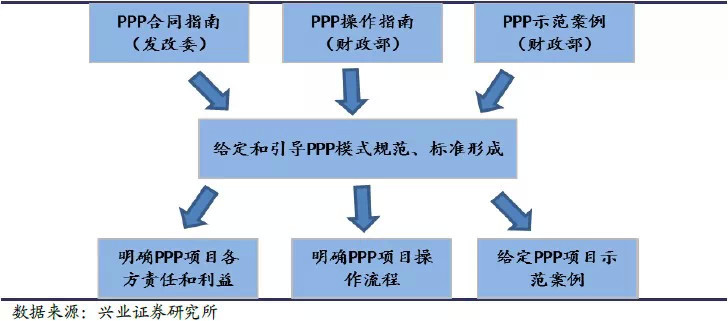 PPP合同指南
（发改委）
PPP操作指南
（财政部）
PPP示范案例
（财政部）
给定和引导PPP模式规范、标准形成
明确PPP项目各
方责任和利益
明确PPP项目操
作流程
给定PPP项目示
范案例
数据来源：兴业证券研究所